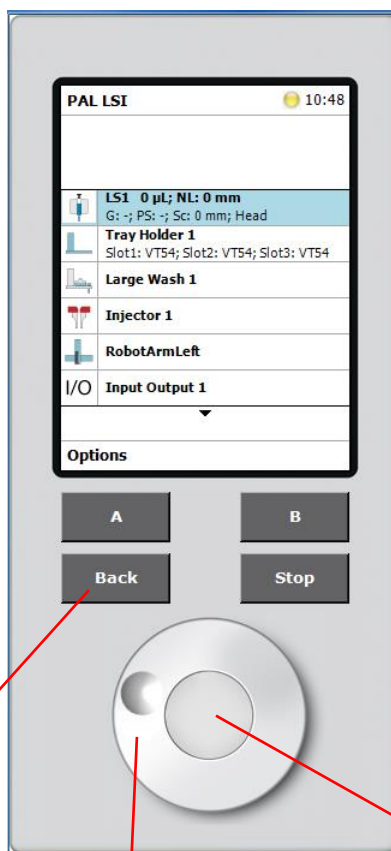 PAL LSI 10:48
LS1 0 µL; NL: 0 mm
G: -; PS: -; Sc: 0 mm; Head
Tray Holder 1
Slot1: VT54; Slot2: VT54; Slot3: VT54
Large Wash 1
Injector 1
RobotArmLeft
I/O Input Output 1
Options
A B
Back Stop